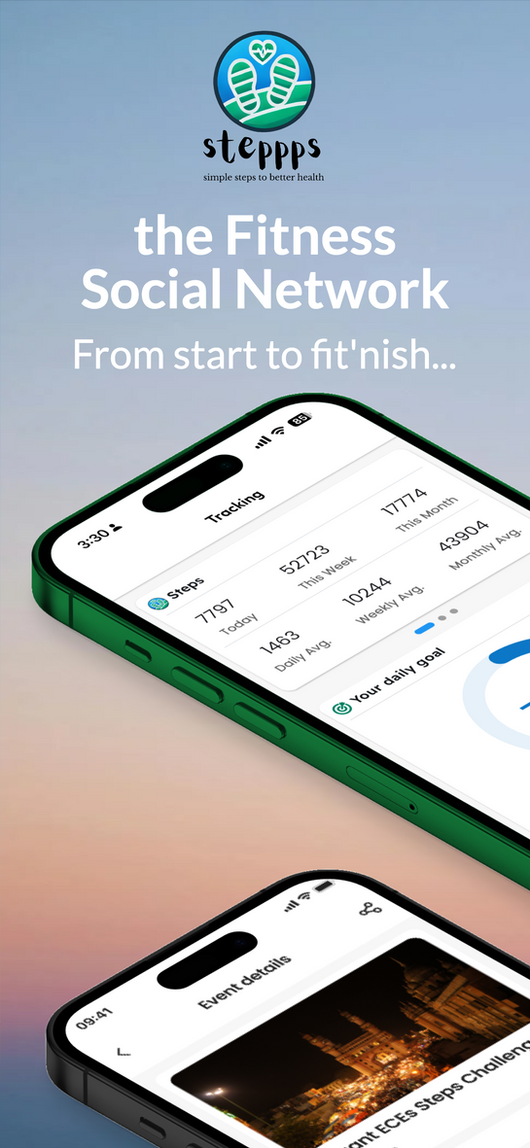 steppps
simple steps to better health
the Fitness
Social Network
From start to fit'nish...
3:30
85
Tracking
Steps
7797
Today
52723
This Week
17774
This Month
1463
Daily Avg.
10244
Weekly Avg.
43904
Monthly Avg.
Your daily goal
09:41
Event details
ant ECEs Steps Challeng